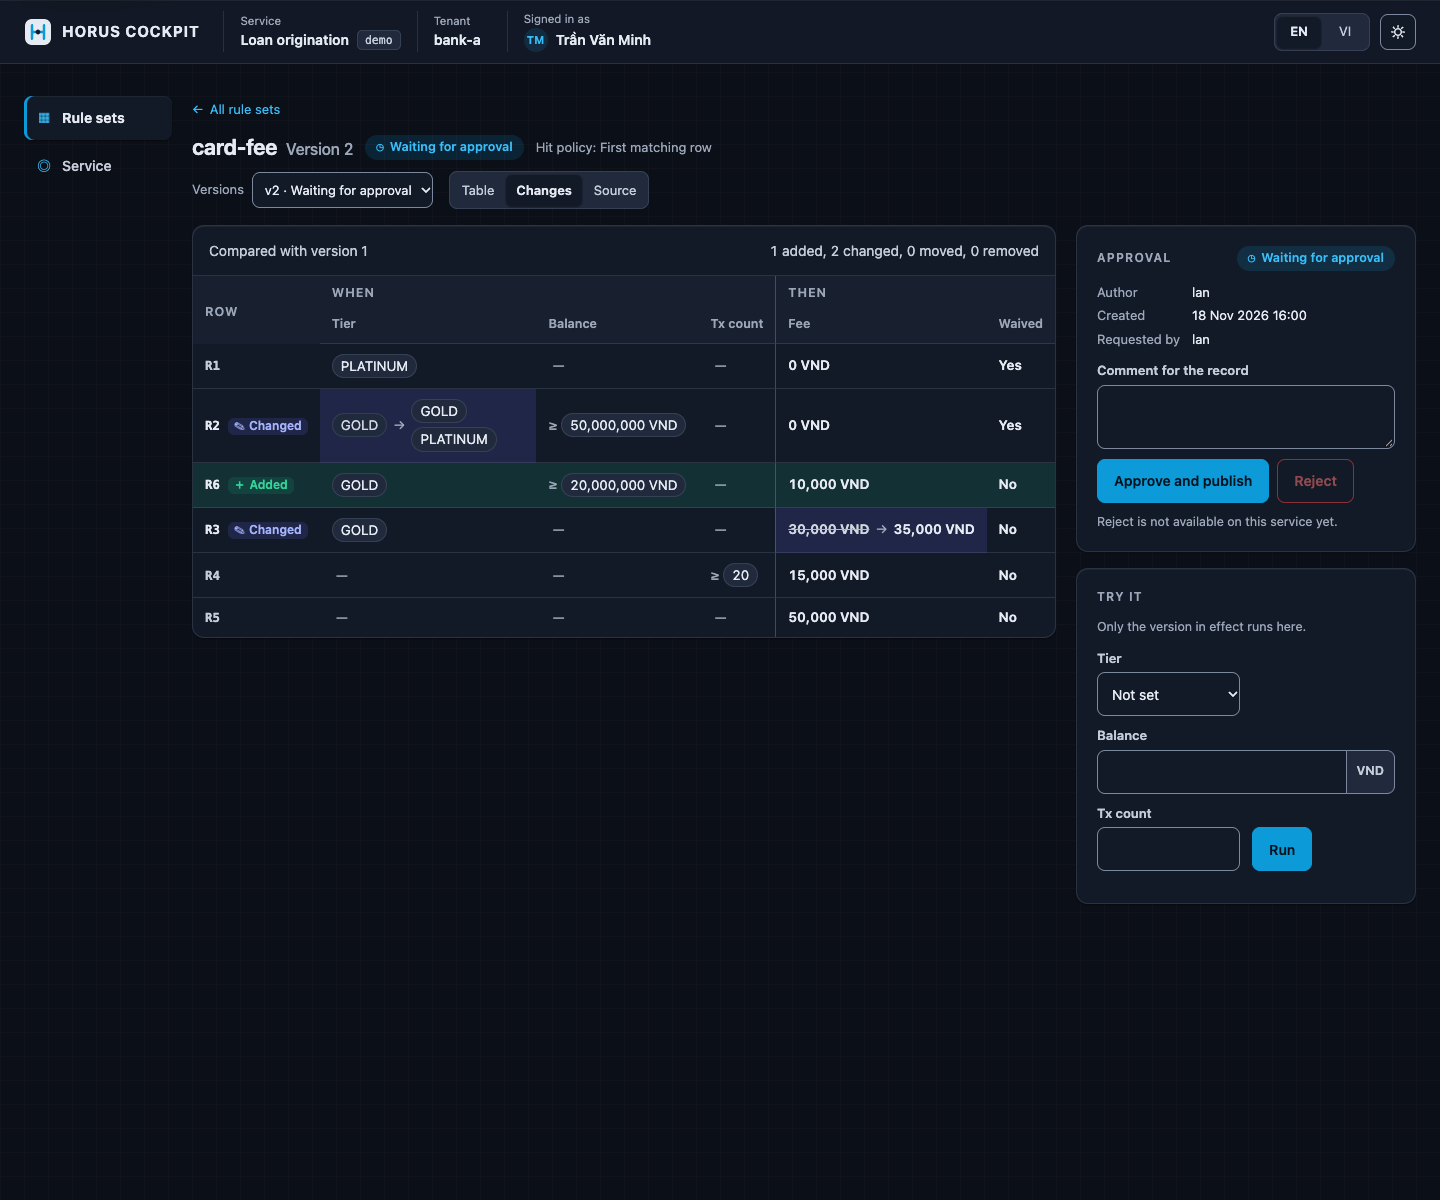 HORUS COCKPIT
Service
Loan origination demo
Tenant
bank-a
Signed in as
TM Trần Văn Minh
EN VI
Rule sets
Service
← All rule sets
card-fee Version 2 Waiting for approval Hit policy: First matching row
Versions v2 · Waiting for approval Table Changes Source
Compared with version 1 1 added, 2 changed, 0 moved, 0 removed
ROW WHEN THEN
Tier Balance Tx count Fee Waived
R1 PLATINUM — — 0 VND Yes
R2 ✎ Changed GOLD → GOLD PLATINUM ≥ 50,000,000 VND — 0 VND Yes
R6 + Added GOLD ≥ 20,000,000 VND — 10,000 VND No
R3 ✎ Changed GOLD — — 30,000 VND → 35,000 VND No
R4 — — ≥ 20 15,000 VND No
R5 — — — 50,000 VND No
APPROVAL Waiting for approval
Author lan
Created 18 Nov 2026 16:00
Requested by lan
Comment for the record
Approve and publish Reject
Reject is not available on this service yet.
TRY IT
Only the version in effect runs here.
Tier
Not set
Balance
VND
Tx count
Run